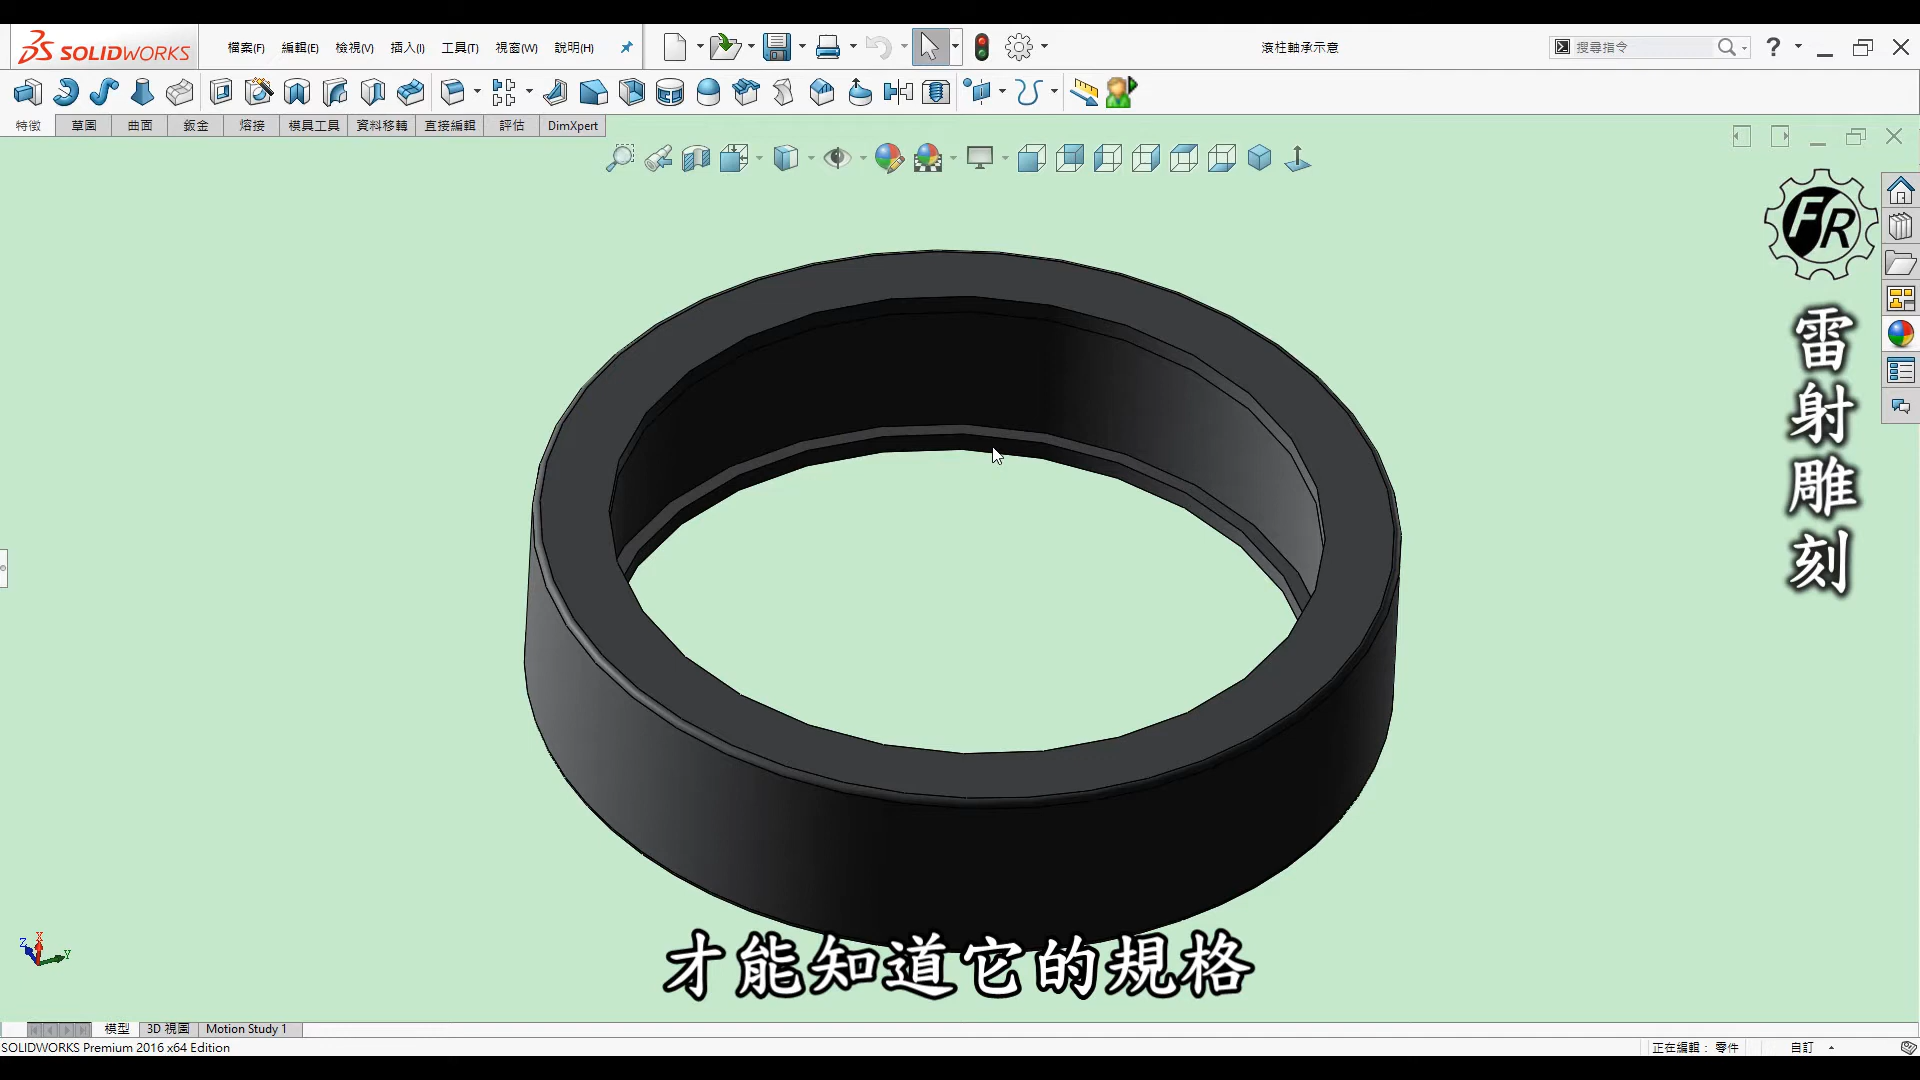 SOLIDWORKS
檔案(F) 編輯(E) 檢視(V) 插入(I) 工具(T) 視窗(W) 說明(H)
滾柱軸承示意
搜尋指令
?
特徵 草圖 曲面 鈑金 熔接 模具工具 資料移轉 直接編輯 評估 DimXpert
FR
雷射雕刻
Z X Y
才能知道它的規格
模型 3D 視圖 Motion Study 1
SOLIDWORKS Premium 2016 x64 Edition
正在編輯： 零件 自訂